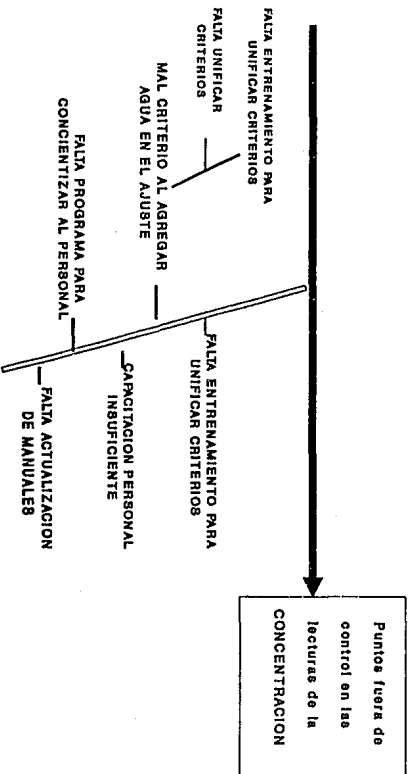 FALTA ENTRENAMIENTO PARA
UNIFICAR CRITERIOS
FALTA UNIFICAR
CRITERIOS
MAL CRITERIO AL AGREGAR
AGUA EN EL AJUSTE
FALTA PROGRAMA PARA
CONCIENTIZAR AL PERSONAL
FALTA ENTRENAMIENTO PARA
UNIFICAR CRITERIOS
CAPACITACION PERSONAL
INSUFICIENTE
FALTA ACTUALIZACION
DE MANUALES
Puntos fuera de
control en las
lecturas de la
CONCENTRACION